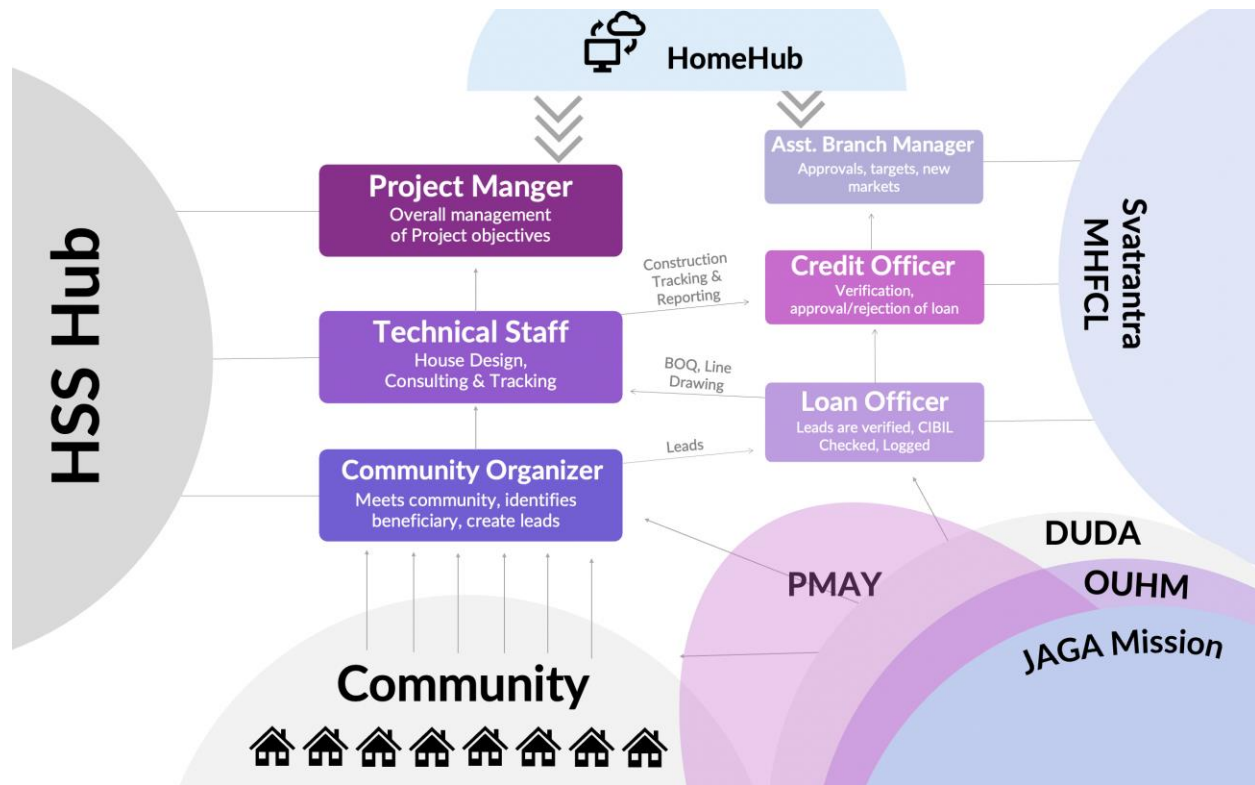 HomeHub
HSS Hub
Project Manger
Overall management
of Project objectives
Technical Staff
House Design,
Consulting & Tracking
Community Organizer
Meets community, identifies
beneficiary, create leads
Construction
Tracking &
Reporting
BOQ, Line
Drawing
Leads
Asst. Branch Manager
Approvals, targets, new
markets
Credit Officer
Verification,
approval/rejection of loan
Loan Officer
Leads are verified, CIBIL
Checked, Logged
Svatrantra
MHFCL
Community
PMAY
DUDA
OUHM
JAGA Mission